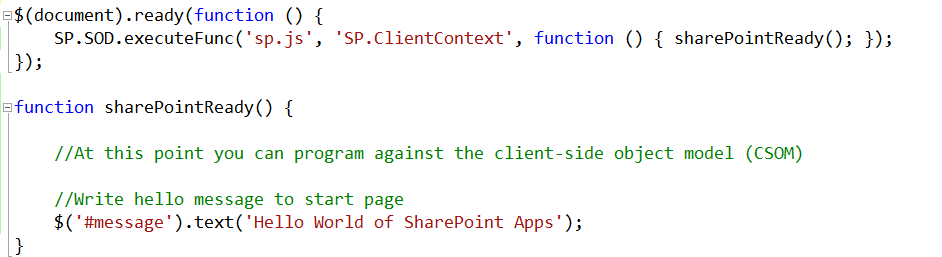 $(document).ready(function () {
    SP.SOD.executeFunc('sp.js', 'SP.ClientContext', function () { sharePointReady(); });
});
function sharePointReady() {
    //At this point you can program against the client-side object model (CSOM)
    //Write hello message to start page
    $('#message').text('Hello World of SharePoint Apps');
}